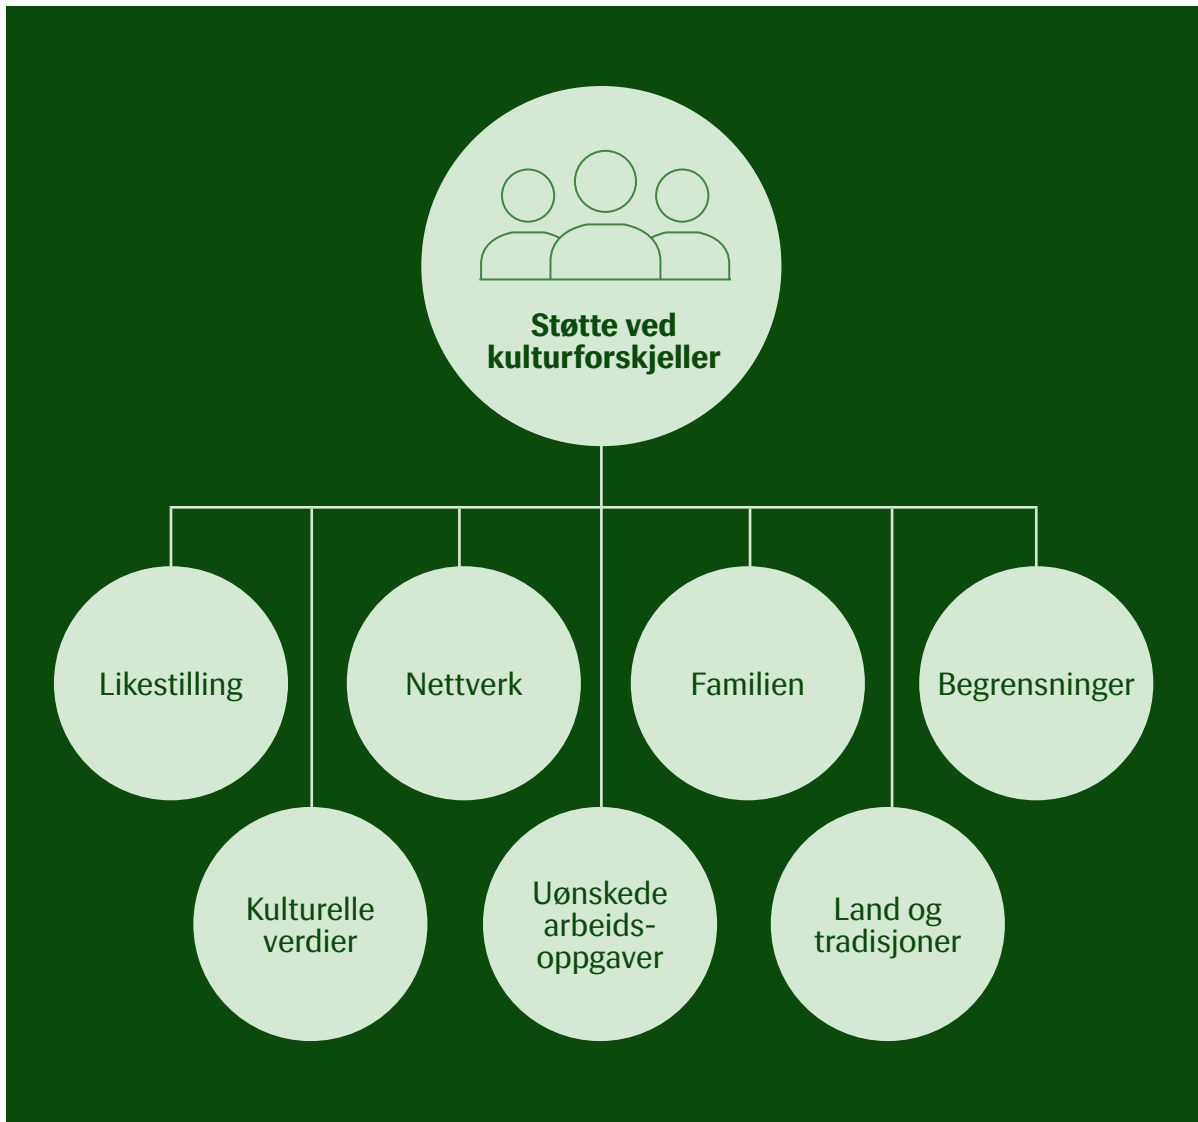 Støtte ved
kulturforskjeller
Likestilling
Nettverk
Familien
Begrensninger
Kulturelle
verdier
Uønskede
arbeids-
oppgaver
Land og
tradisjoner